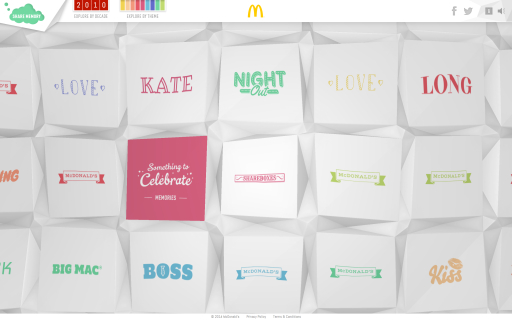 SHARE MEMORY
2010
EXPLORE BY DECADE
EXPLORE BY THEME
LOVE
KATE
NIGHT
Out
LOVE
LONG
ING
McDONALD'S
Something to
Celebrate
MEMORIES
SHAREBOXES
McDONALD'S
McDONALD'S
K
BIG MAC®
BOSS
McDONALD'S
McDONALD'S
Kiss
© 2014 McDonald's
Privacy Policy
Terms & Conditions